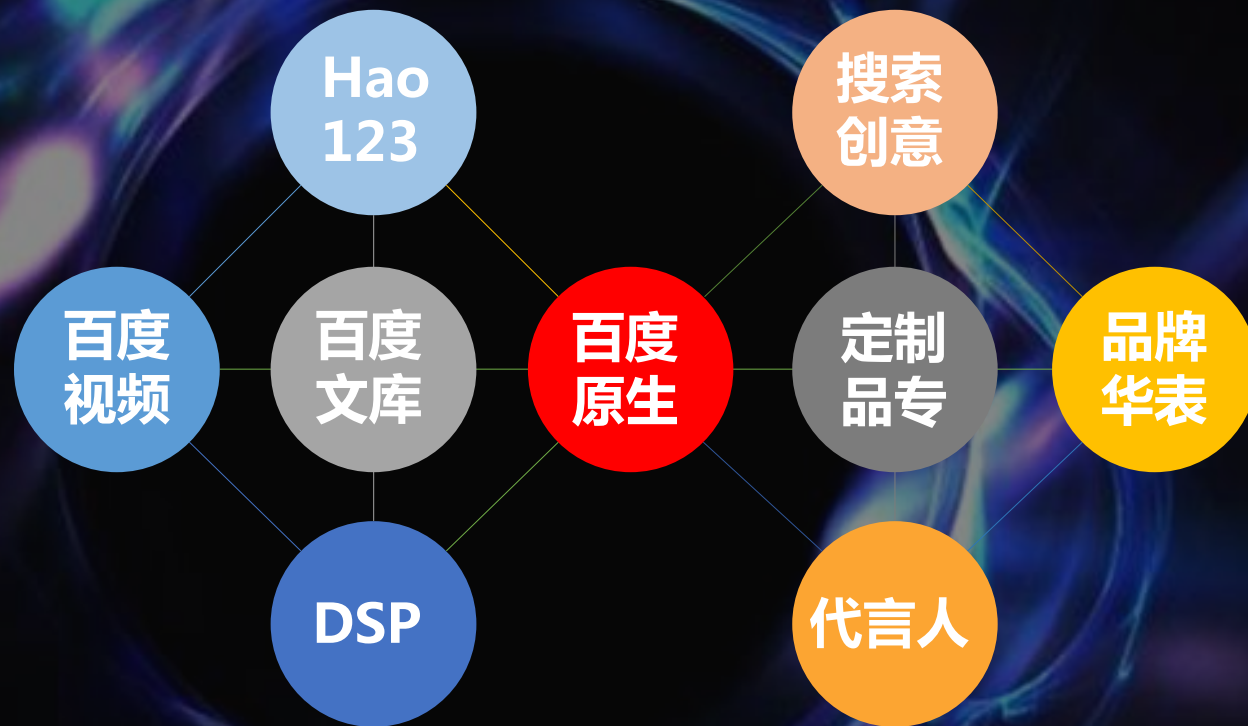 Hao
123
搜索
创意
百度
视频
百度
文库
百度
原生
定制
品专
品牌
华表
DSP
代言人